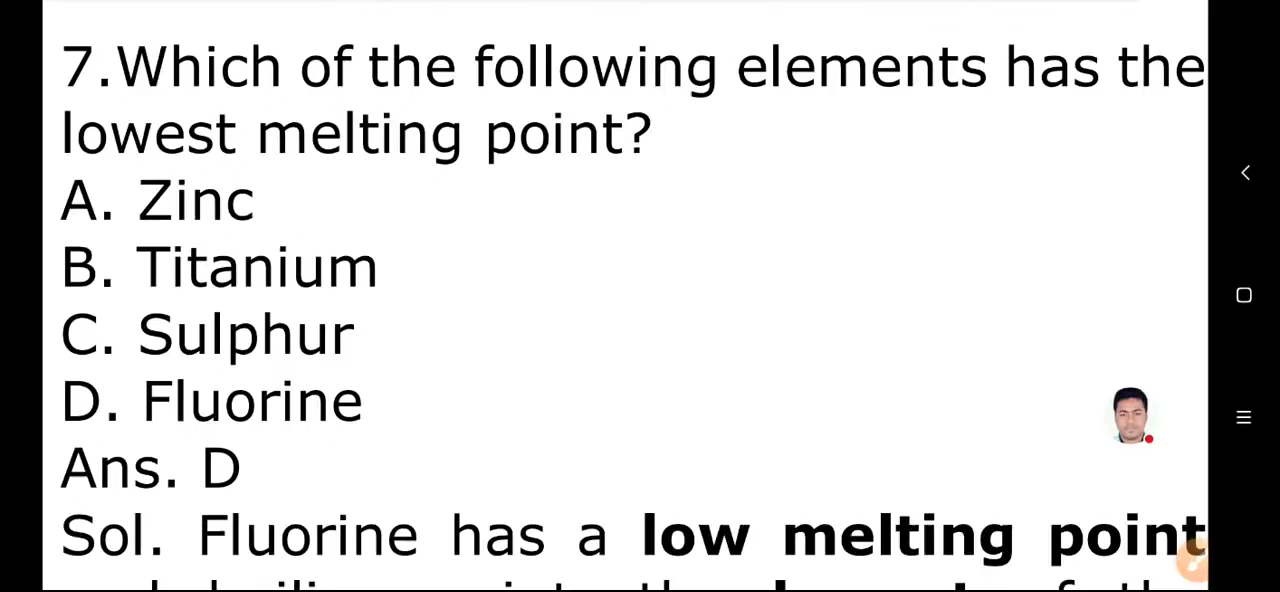 7.Which of the following elements has the
lowest melting point?
A. Zinc
B. Titanium
C. Sulphur
D. Fluorine
Ans. D
Sol. Fluorine has a low melting point